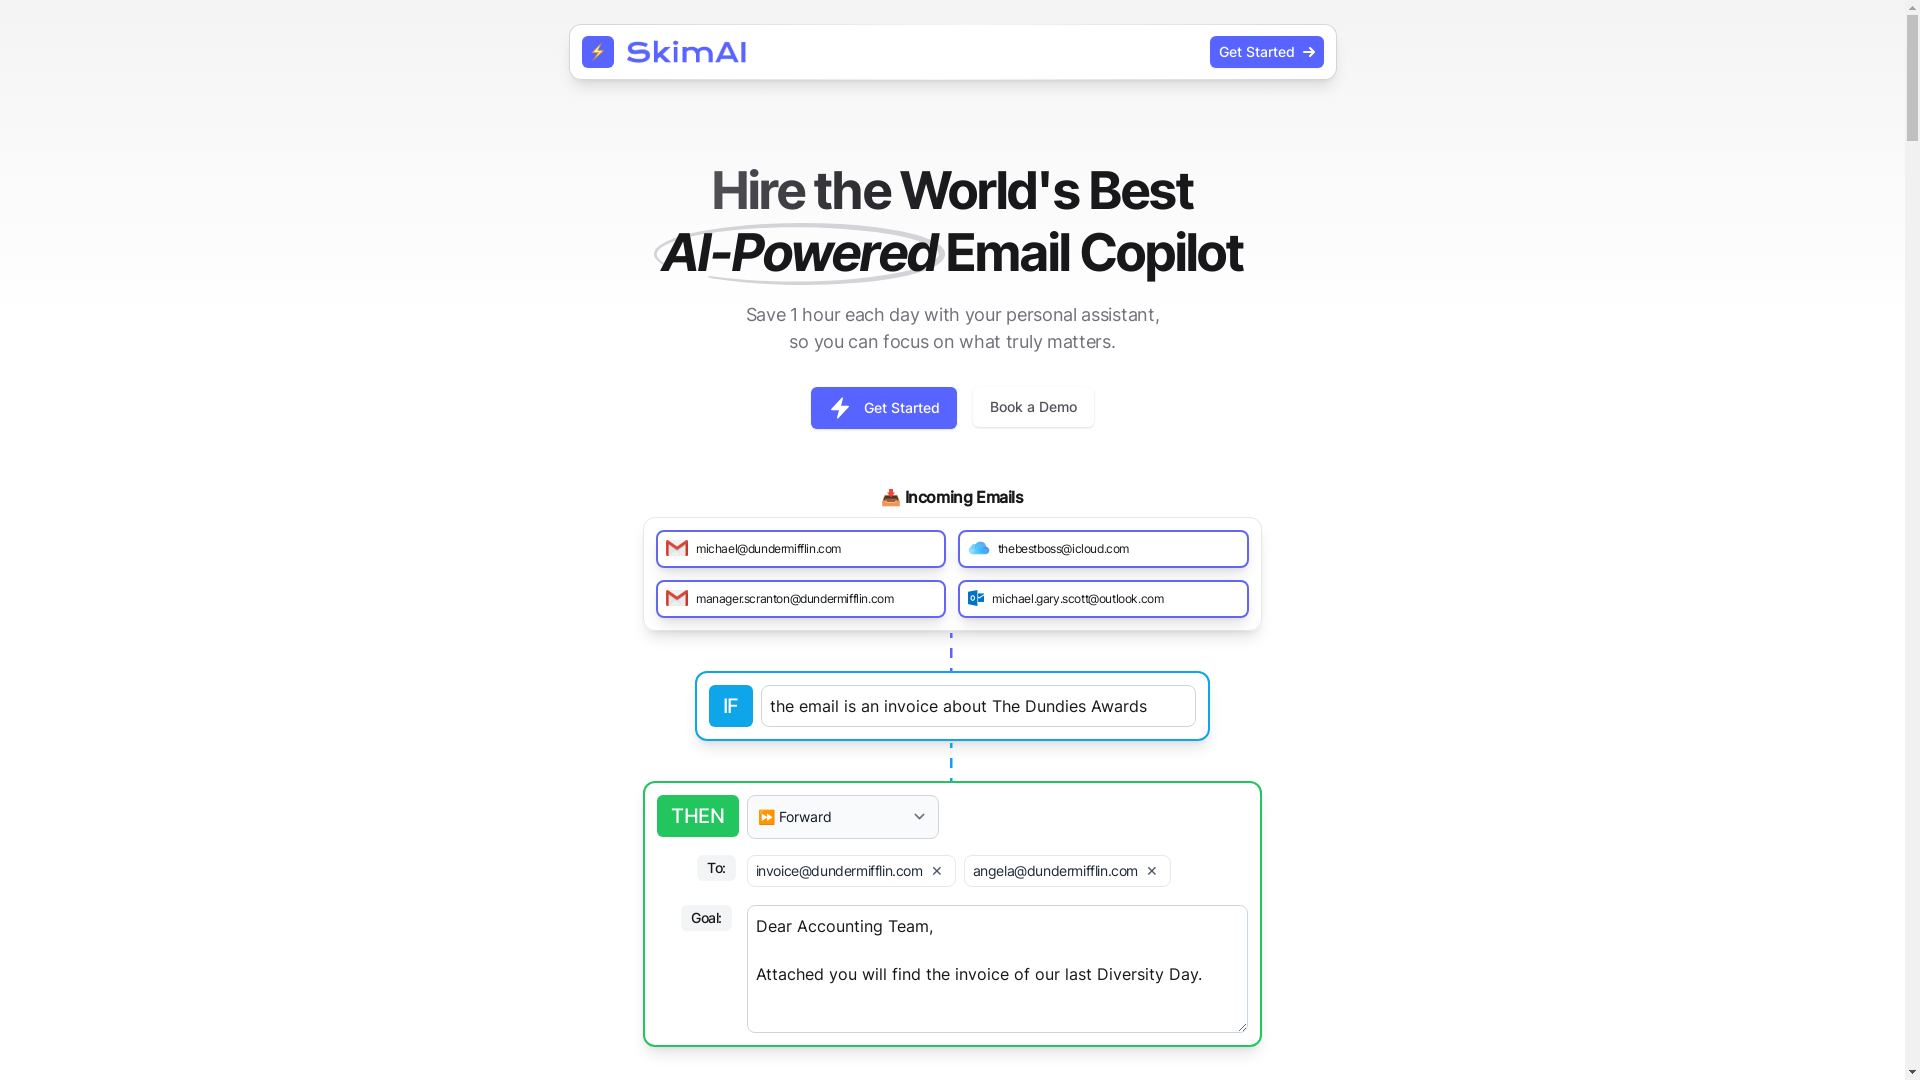 SkimAI
Get Started
Hire the World's Best
AI-Powered Email Copilot
Save 1 hour each day with your personal assistant,
so you can focus on what truly matters.
Get Started
Book a Demo
Incoming Emails
michael@dundermifflin.com
thebestboss@icloud.com
manager.scranton@dundermifflin.com
michael.gary.scott@outlook.com
IF
the email is an invoice about The Dundies Awards
THEN
Forward
To:
invoice@dundermifflin.com ✕
angela@dundermifflin.com ✕
Goal:
Dear Accounting Team,
Attached you will find the invoice of our last Diversity Day.